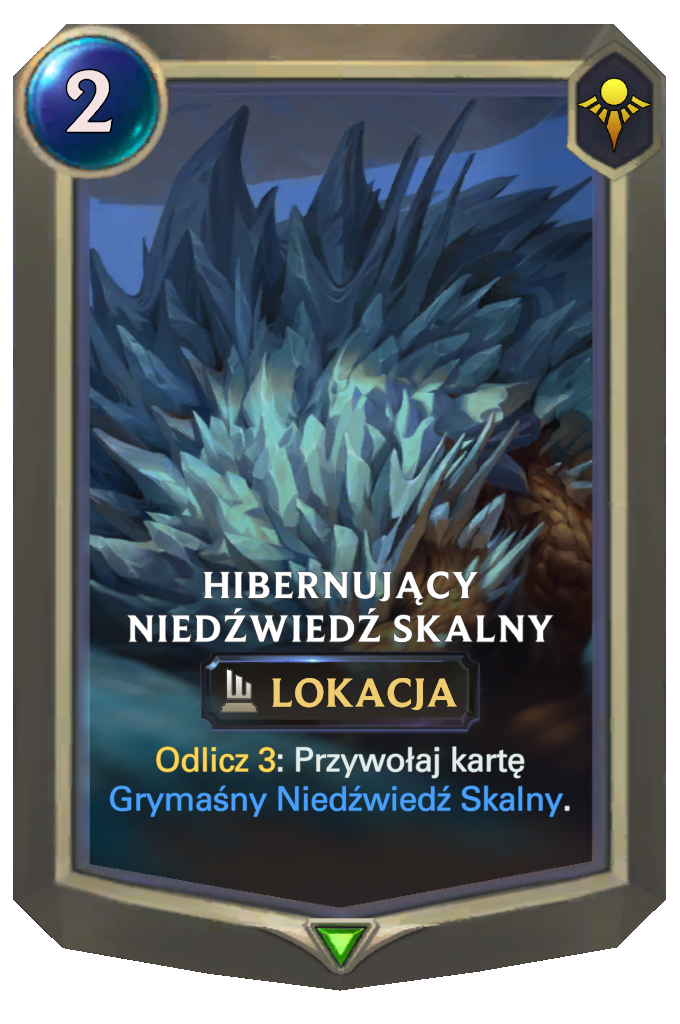 2
HIBERNUJĄCY
NIEDŹWIEDŹ SKALNY
LOKACJA
Odlicz 3: Przywołaj kartę
Grymaśny Niedźwiedź Skalny.